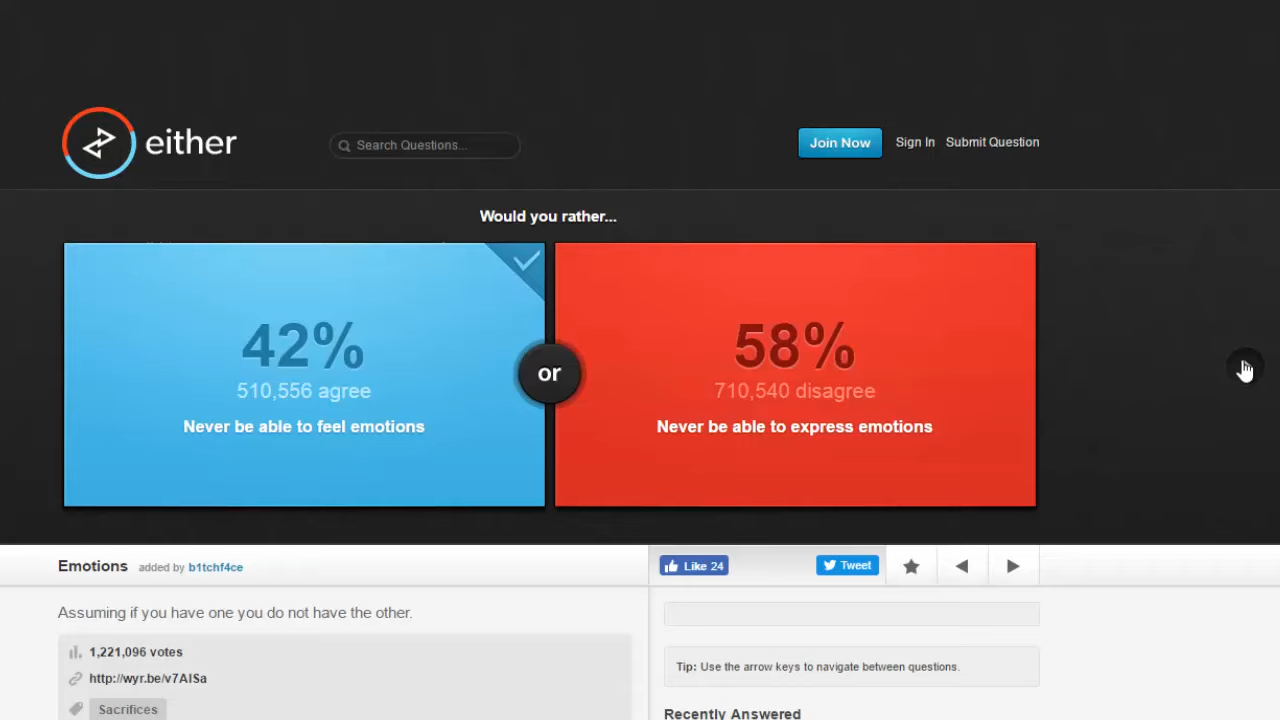 either
Search Questions...
Join Now
Sign In
Submit Question
Would you rather...
42%
510,556 agree
Never be able to feel emotions
or
58%
710,540 disagree
Never be able to express emotions
Emotions added by b1tchf4ce
Like 24
Tweet
Assuming if you have one you do not have the other.
1,221,096 votes
http://wyr.be/v7AlSa
Sacrifices
Tip: Use the arrow keys to navigate between questions.
Recently Answered